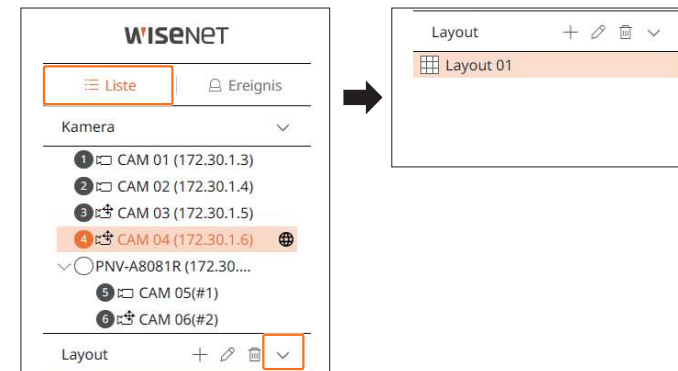 WISENET
Liste
Ereignis
Kamera
1 CAM 01 (172.30.1.3)
2 CAM 02 (172.30.1.4)
3 CAM 03 (172.30.1.5)
4 CAM 04 (172.30.1.6)
PNV-A8081R (172.30....
5 CAM 05(#1)
6 CAM 06(#2)
Layout
Layout
Layout 01